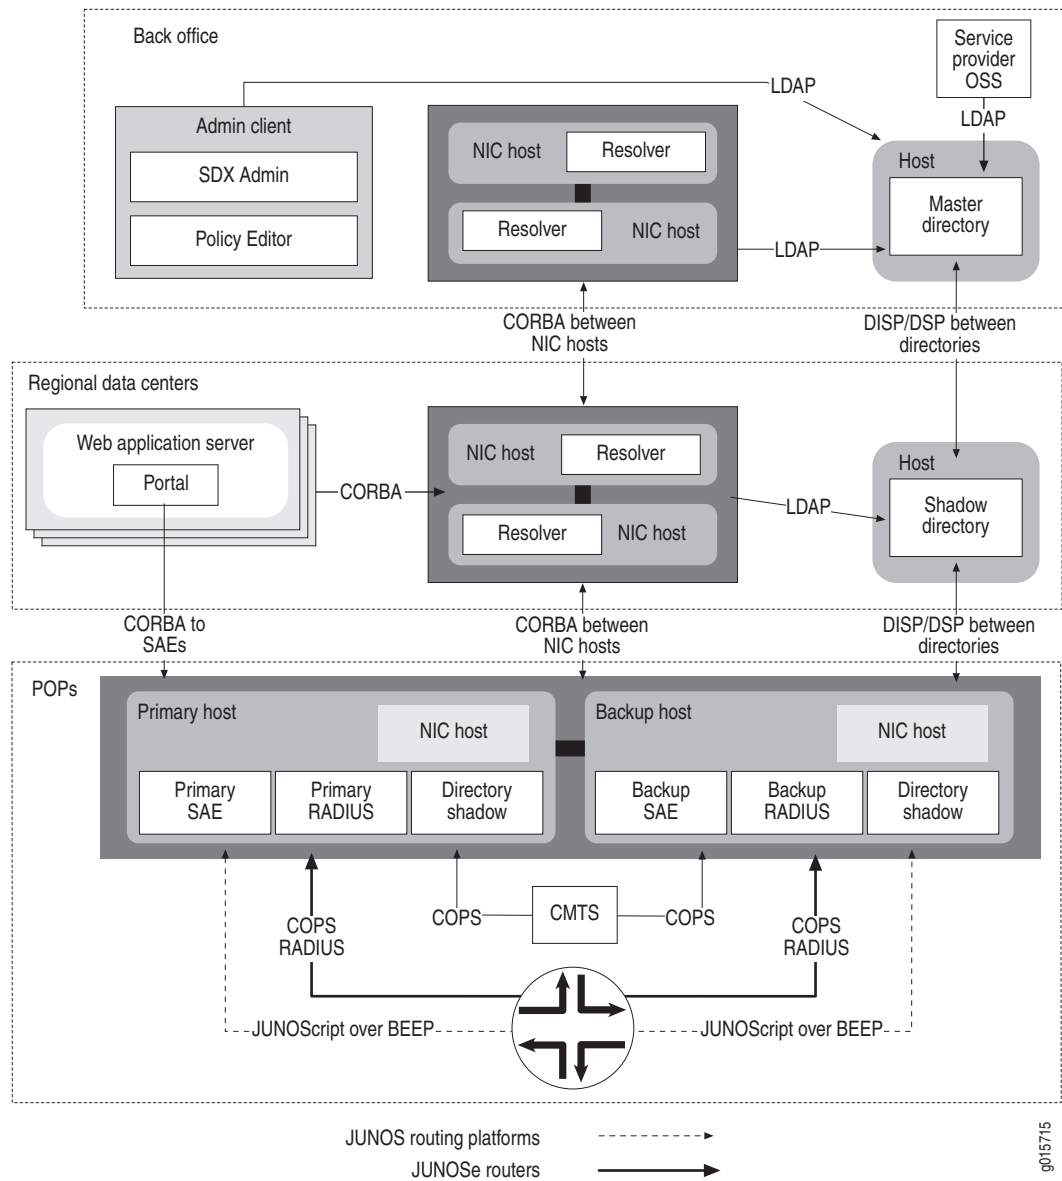 Back office
Service
provider
OSS
LDAP
LDAP
Admin client
SDX Admin
Policy Editor
NIC host
Resolver
Resolver
NIC host
LDAP
Host
Master
directory
CORBA between
NIC hosts
DISP/DSP between
directories
Regional data centers
Web application server
Portal
CORBA
NIC host
Resolver
Resolver
NIC host
LDAP
Host
Shadow
directory
CORBA to
SAEs
CORBA between
NIC hosts
DISP/DSP between
directories
POPs
Primary host
NIC host
Primary
SAE
Primary
RADIUS
Directory
shadow
Backup host
NIC host
Backup
SAE
Backup
RADIUS
Directory
shadow
COPS
RADIUS
COPS
CMTS
COPS
COPS
RADIUS
JUNOScript over BEEP
JUNOScript over BEEP
JUNOS routing platforms
JUNOSe routers
g015715